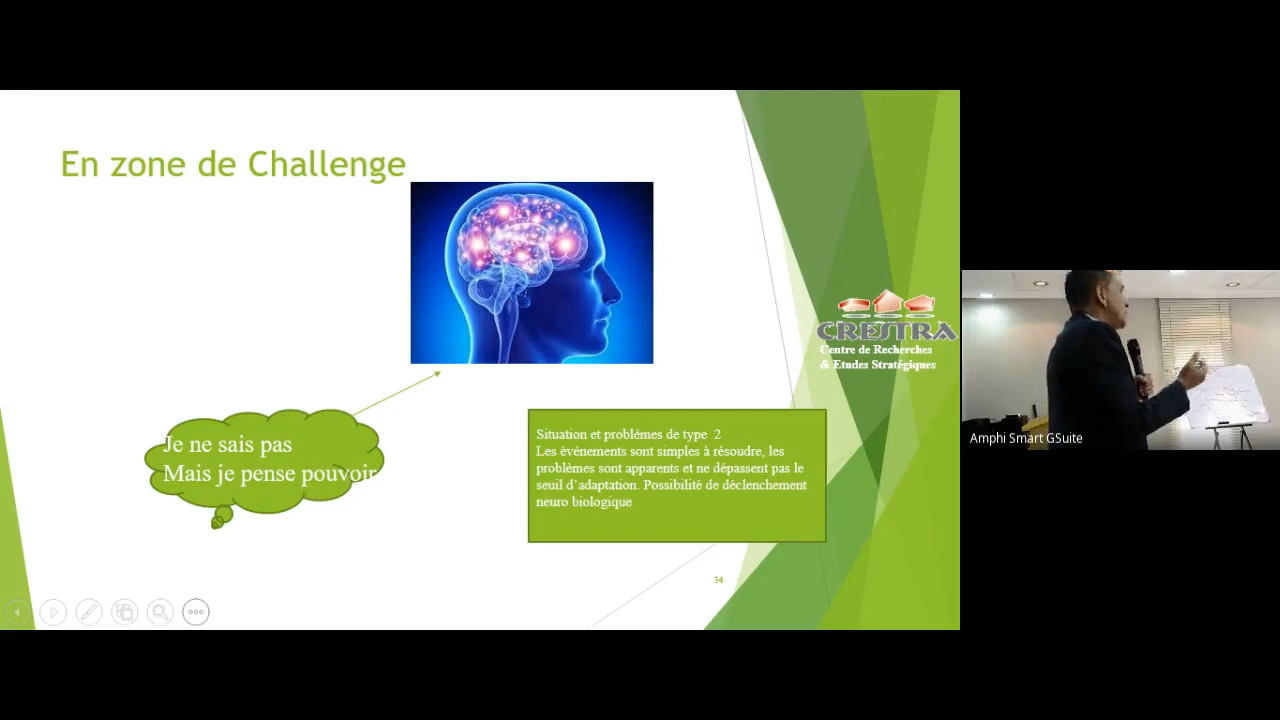 En zone de Challenge
CRESTRA
Centre de Recherches
& Etudes Stratégiques
Je ne sais pas
Mais je pense pouvoir
Situation et problèmes de type 2
Les événements sont simples à résoudre, les
problèmes sont apparents et ne dépassent pas le
seuil d’adaptation. Possibilité de déclenchement
neuro biologique
34
Amphi Smart GSuite